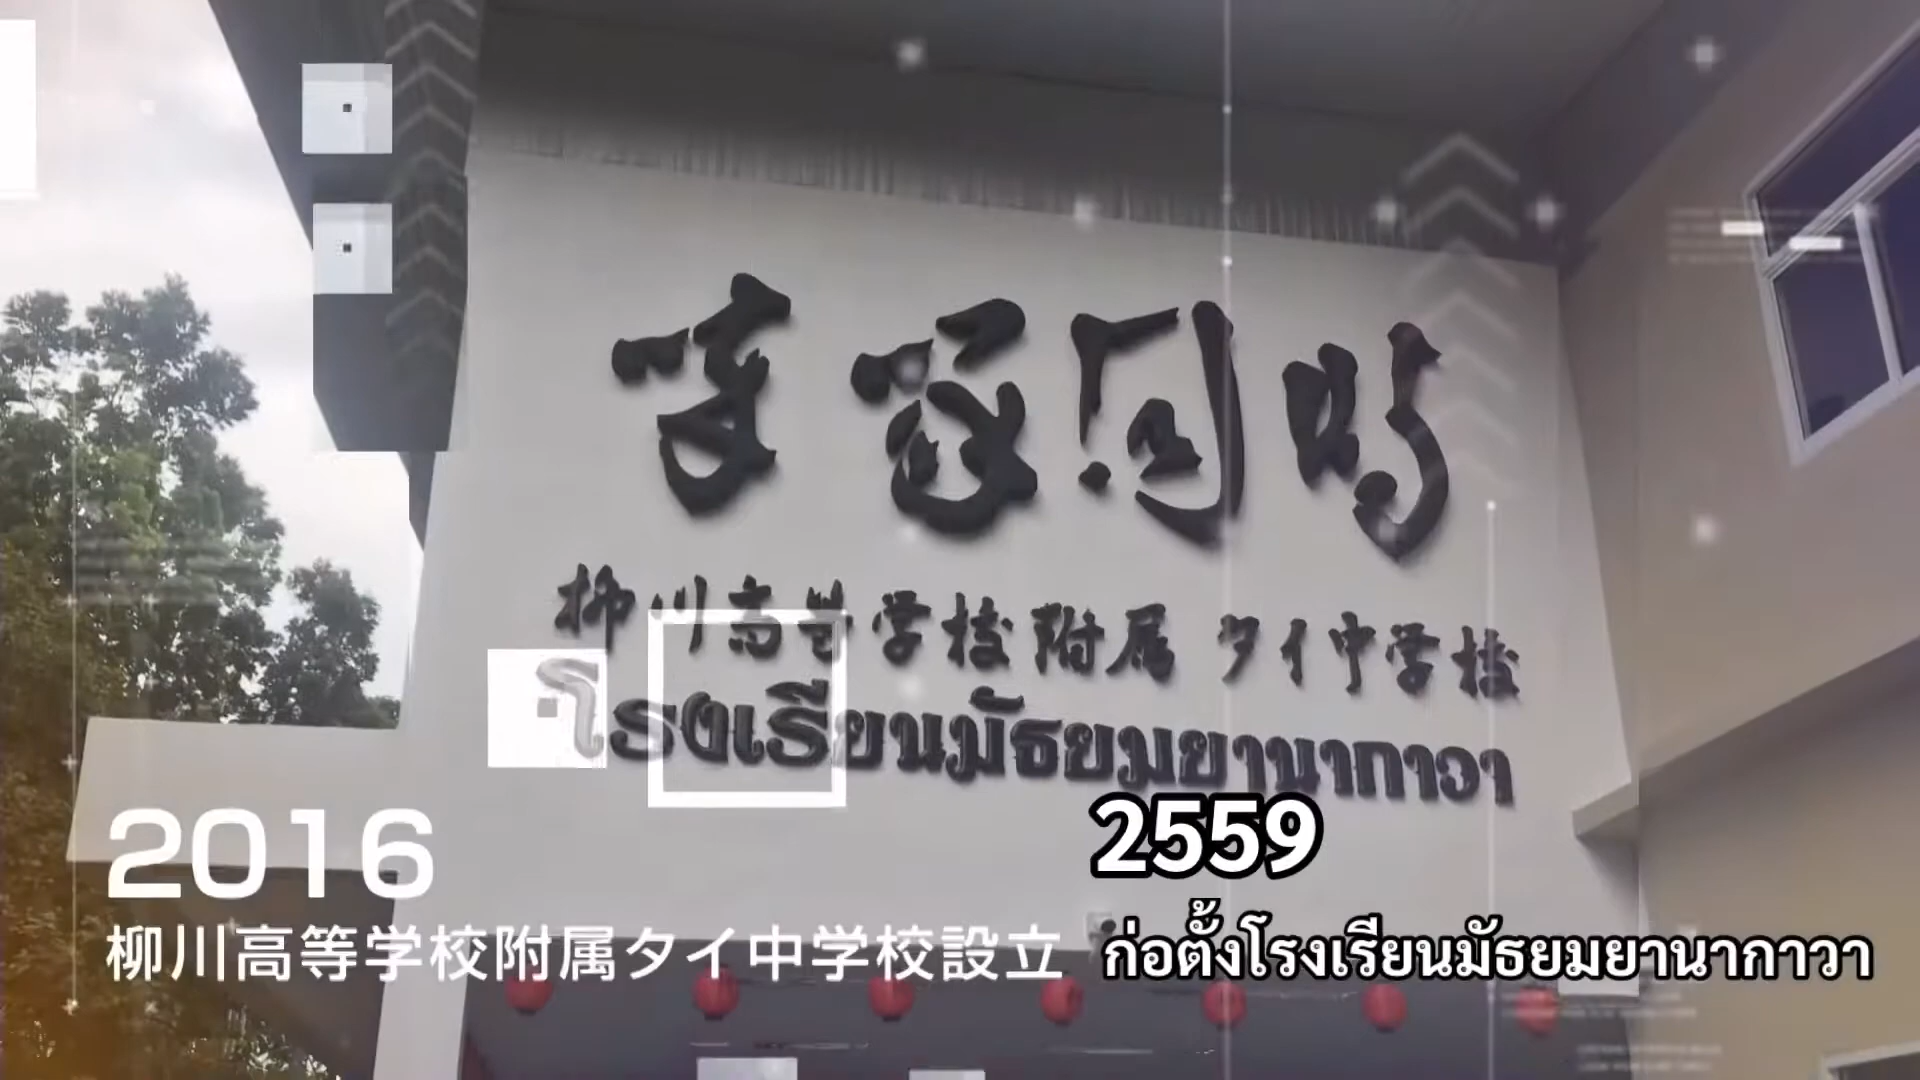 柳川高等学校附属 タイ中学校
โรงเรียนมัธยมยานากาวา
2016
2559
柳川高等学校附属タイ中学校設立
ก่อตั้งโรงเรียนมัธยมยานากาวา